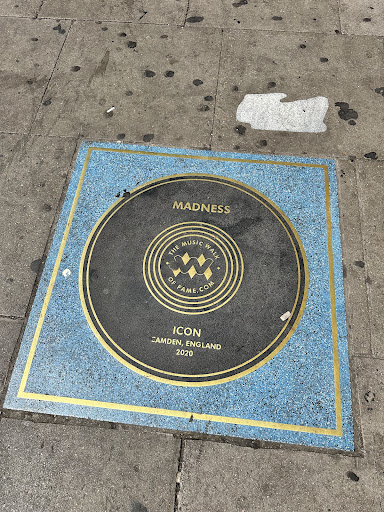 MADNESS
• THE MUSIC WALK •
OF FAME.COM
ICON
CAMDEN, ENGLAND
2020